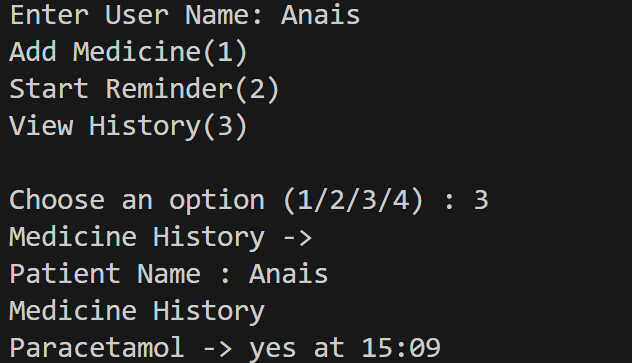 Enter User Name: Anais
Add Medicine(1)
Start Reminder(2)
View History(3)
Choose an option (1/2/3/4) : 3
Medicine History ->
Patient Name : Anais
Medicine History
Paracetamol -> yes at 15:09